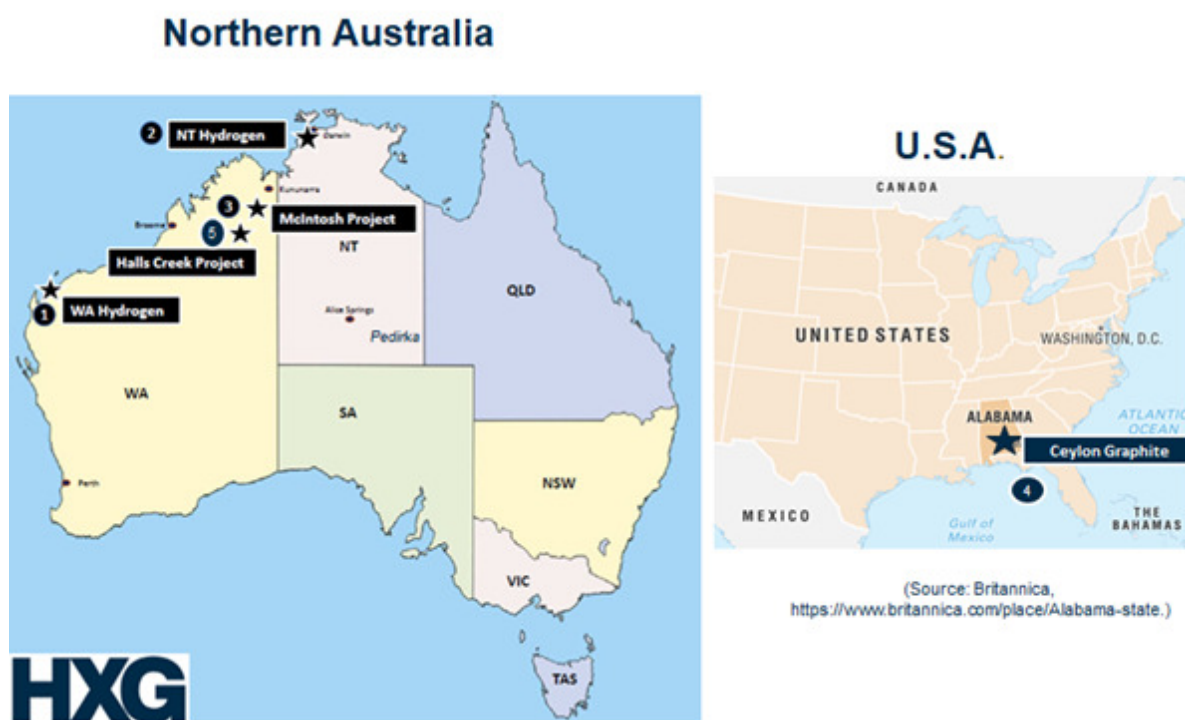 Northern Australia
2
NT Hydrogen
Darwin
Kununurra
3
McIntosh Project
Broome
5
Halls Creek Project
NT
QLD
1
WA Hydrogen
Alice Springs
Pedirka
WA
SA
Perth
NSW
VIC
TAS
HXG
U.S.A.
CANADA
UNITED STATES
WASHINGTON, D.C.
ALABAMA
ATLANTIC
OCEAN
Ceylon Graphite
4
MEXICO
Gulf of
Mexico
THE
BAHAMAS
(Source: Britannica,
https://www.britannica.com/place/Alabama-state.)